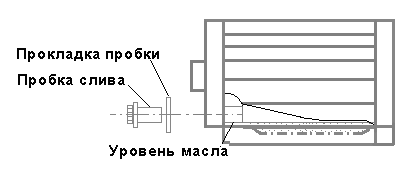 Прокладка пробки
Пробка слива
Уровень масла